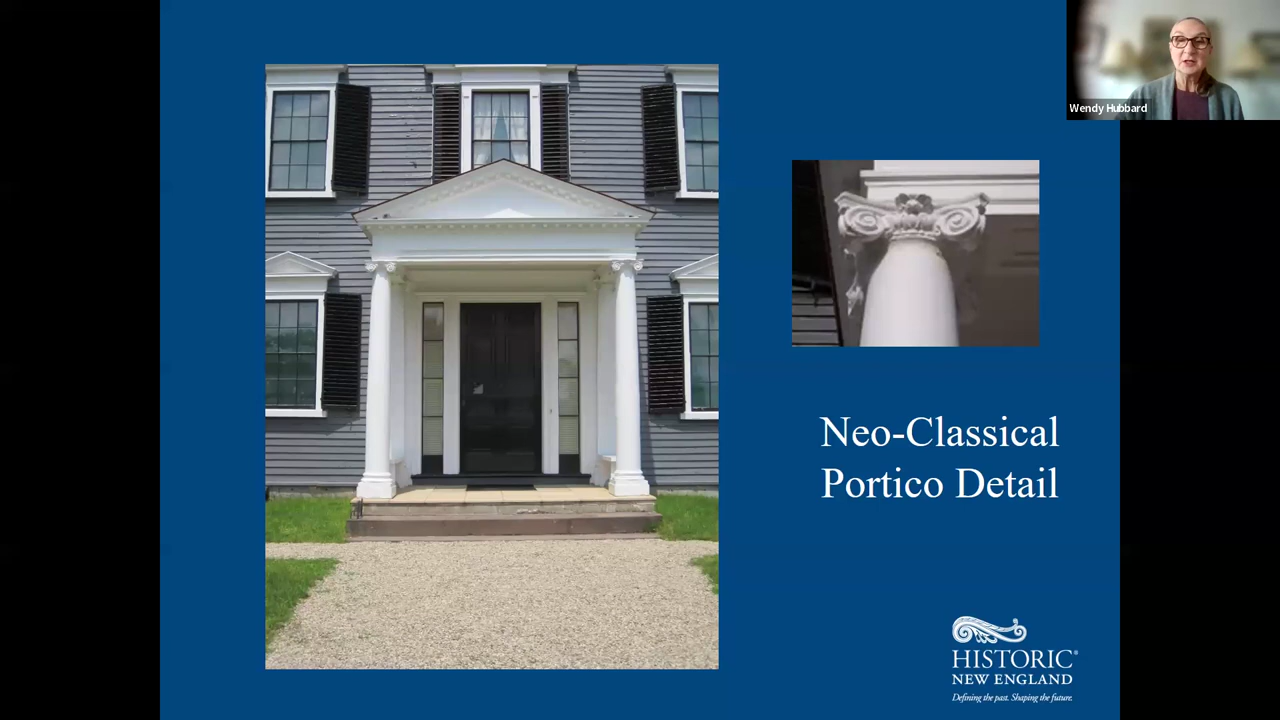 Wendy Hubbard
Neo-Classical
Portico Detail
HISTORIC®
NEW ENGLAND
Defining the past. Shaping the future.